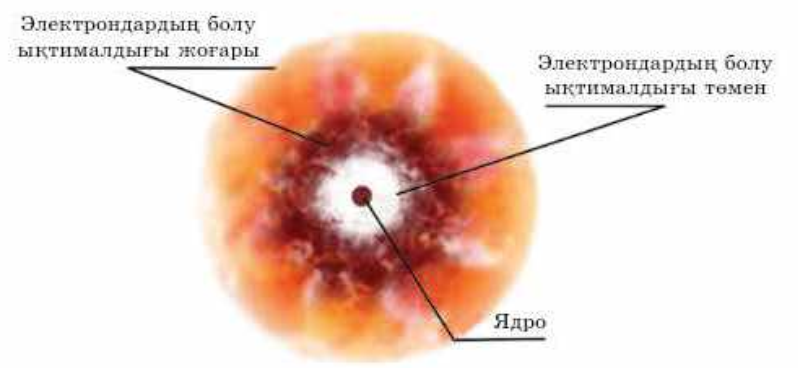 Электрондардың болу
ықтималдығы жоғары
Электрондардың болу
ықтималдығы төмен
Ядро